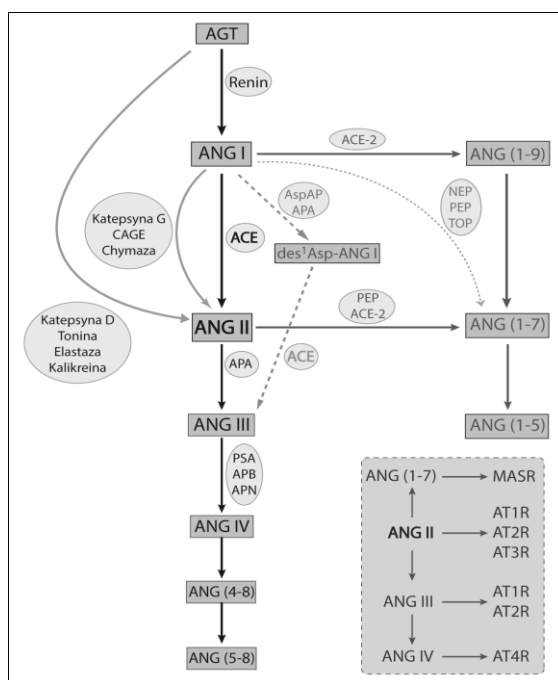 AGT
Renin
ANG I
ACE-2
ANG (1-9)
AspAP
APA
NEP
PEP
TOP
Katepsyna G
CAGE
Chymaza
ACE
des¹Asp-ANG I
Katepsyna D
Tonina
Elastaza
Kalikreina
ANG II
PEP
ACE-2
ANG (1-7)
APA
ACE
ANG III
ANG (1-5)
PSA
APB
APN
ANG IV
ANG (4-8)
ANG (5-8)
ANG (1-7)
MASR
ANG II
AT1R
AT2R
AT3R
ANG III
AT1R
AT2R
ANG IV
AT4R